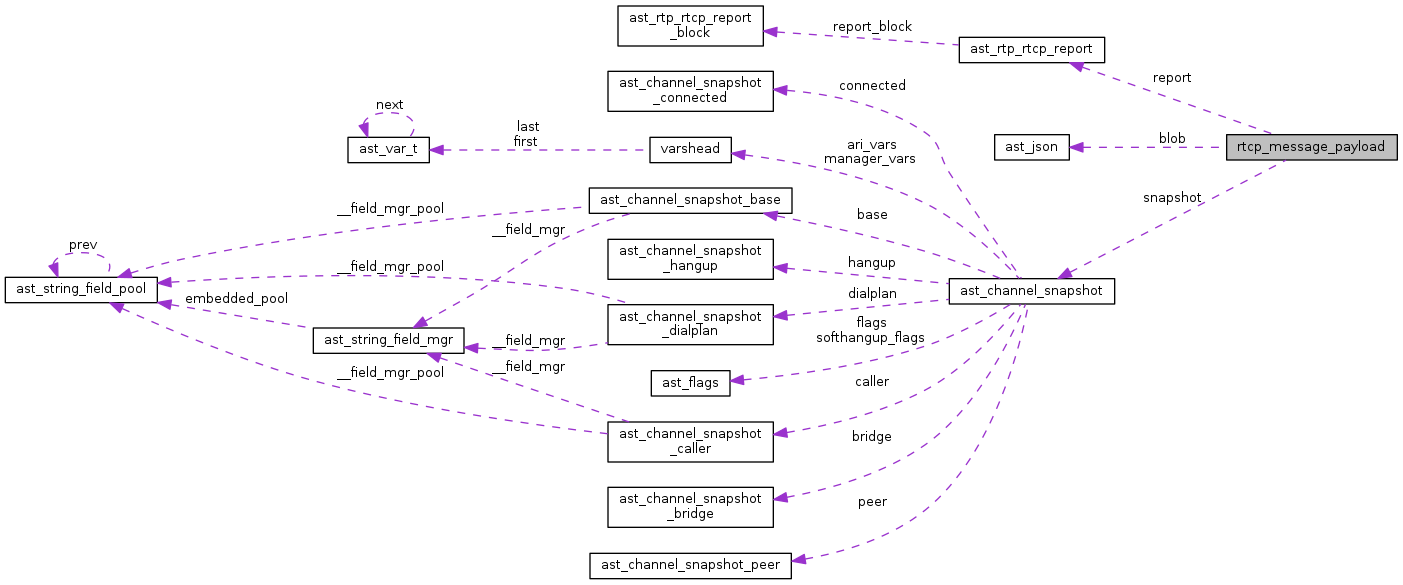 ast_rtp_rtcp_report
_block
report_block
ast_rtp_rtcp_report
ast_channel_snapshot
_connected
connected
report
next
last
first
ast_var_t
varshead
ari_vars
manager_vars
ast_json
blob
rtcp_message_payload
__field_mgr_pool
ast_channel_snapshot_base
base
snapshot
__field_mgr
prev
ast_string_field_pool
__field_mgr_pool
ast_channel_snapshot
_hangup
hangup
ast_channel_snapshot
embedded_pool
ast_channel_snapshot
_dialplan
dialplan
ast_string_field_mgr
__field_mgr
flags
softhangup_flags
__field_mgr
__field_mgr_pool
ast_flags
caller
ast_channel_snapshot
_caller
bridge
ast_channel_snapshot
_bridge
peer
ast_channel_snapshot_peer